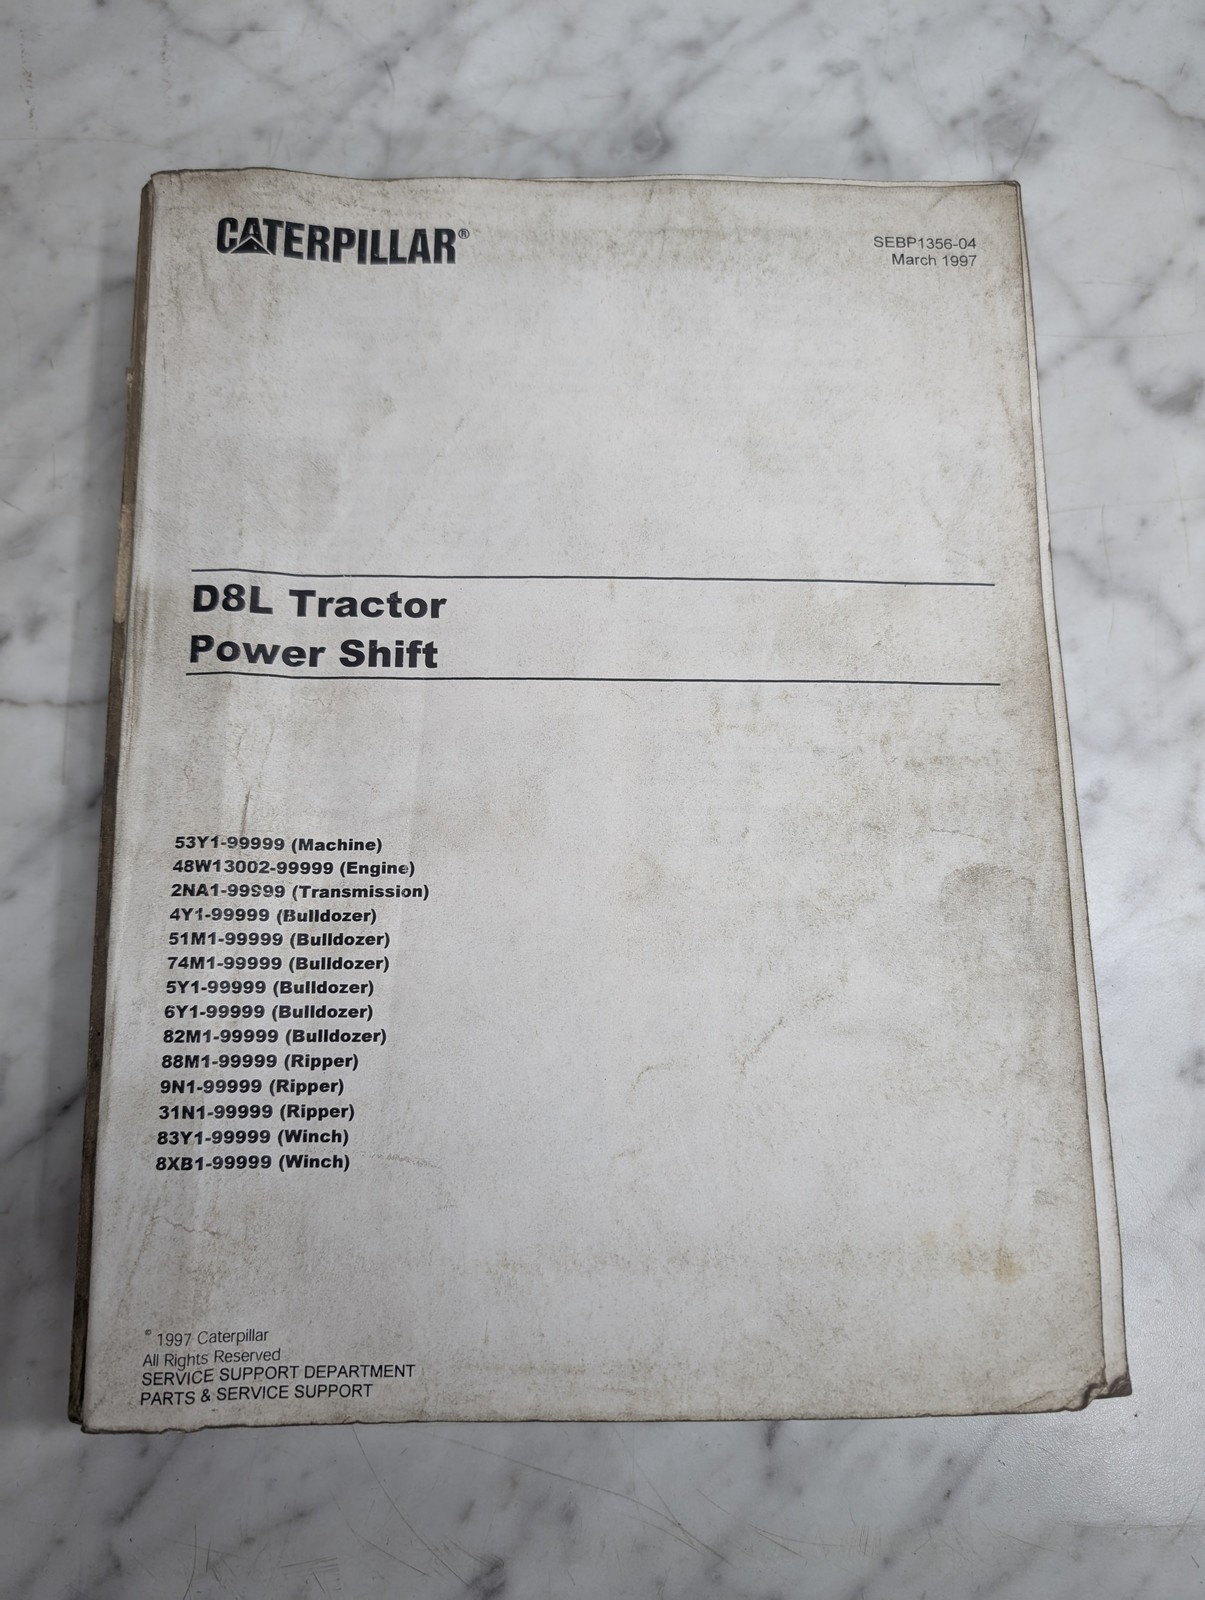 CATERPILLAR®
SEBP1356-04
March 1997
D8L Tractor
Power Shift
53Y1-99999 (Machine)
48W13002-99999 (Engine)
2NA1-99999 (Transmission)
4Y1-99999 (Bulldozer)
51M1-99999 (Bulldozer)
74M1-99999 (Bulldozer)
5Y1-99999 (Bulldozer)
6Y1-99999 (Bulldozer)
82M1-99999 (Bulldozer)
88M1-99999 (Ripper)
9N1-99999 (Ripper)
31N1-99999 (Ripper)
83Y1-99999 (Winch)
8XB1-99999 (Winch)
© 1997 Caterpillar
All Rights Reserved
SERVICE SUPPORT DEPARTMENT
PARTS & SERVICE SUPPORT